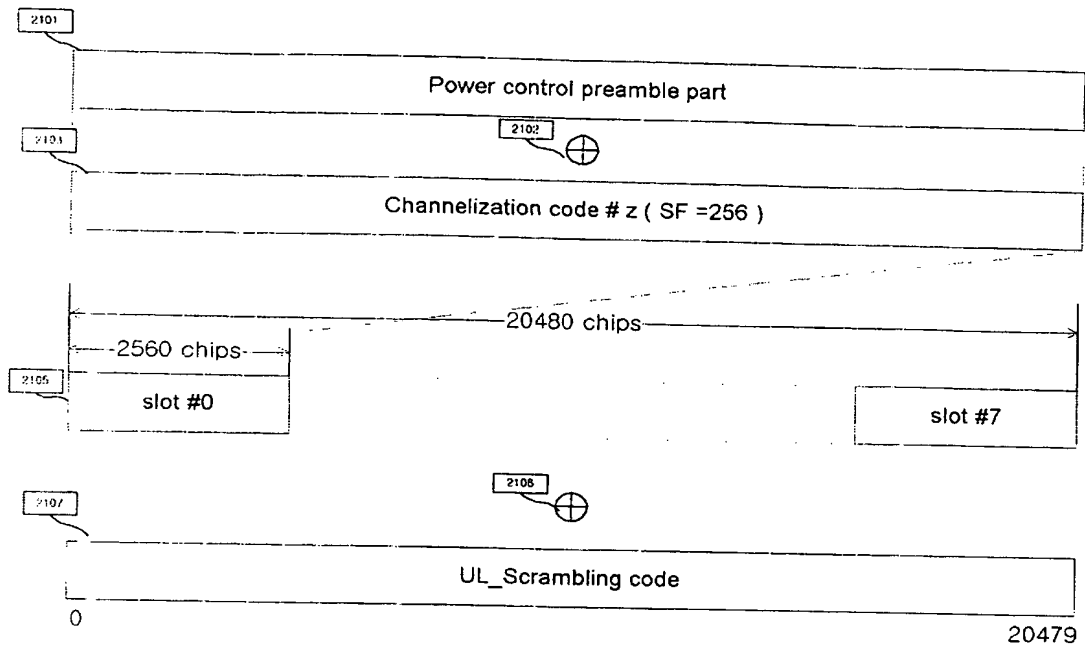 2101
Power control preamble part
2102
2103
Channelization code # z ( SF =256 )
20480 chips
2560 chips
2105
slot #0
slot #7
2106
2107
UL_Scrambling code
0
20479